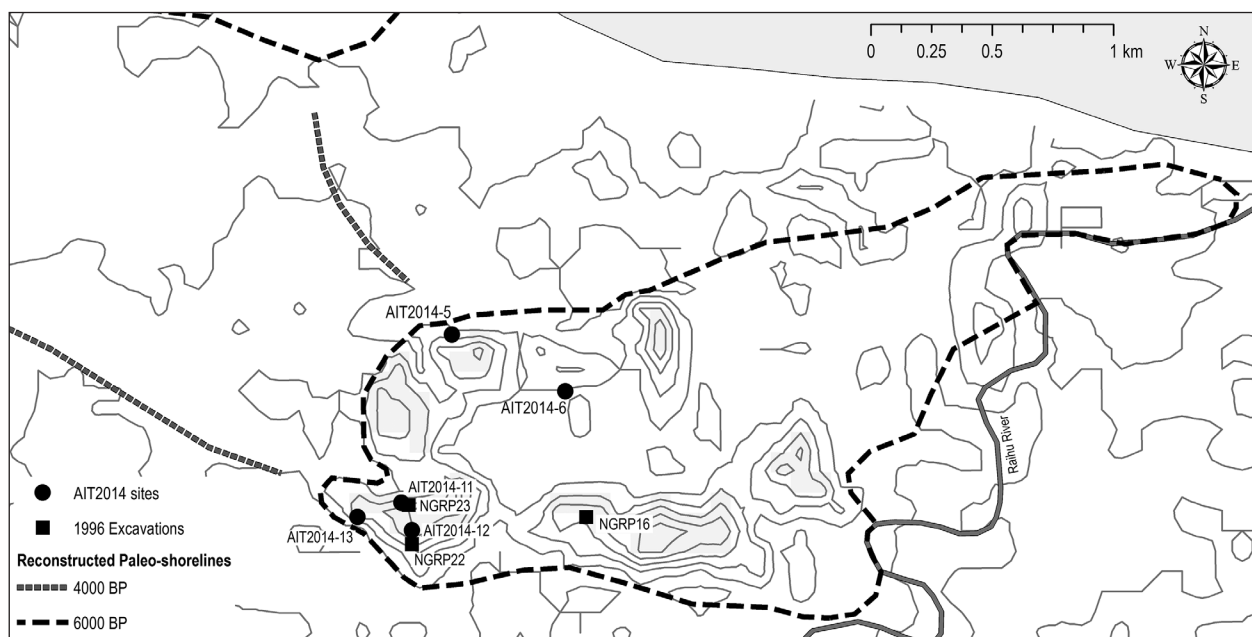 0 0.25 0.5 1 km
N
W E
S
AIT2014-5
AIT2014-6
Raihu River
AIT2014-11
NGRP23
NGRP16
AIT2014-13
AIT2014-12
NGRP22
AIT2014 sites
1996 Excavations
Reconstructed Paleo-shorelines
4000 BP
6000 BP